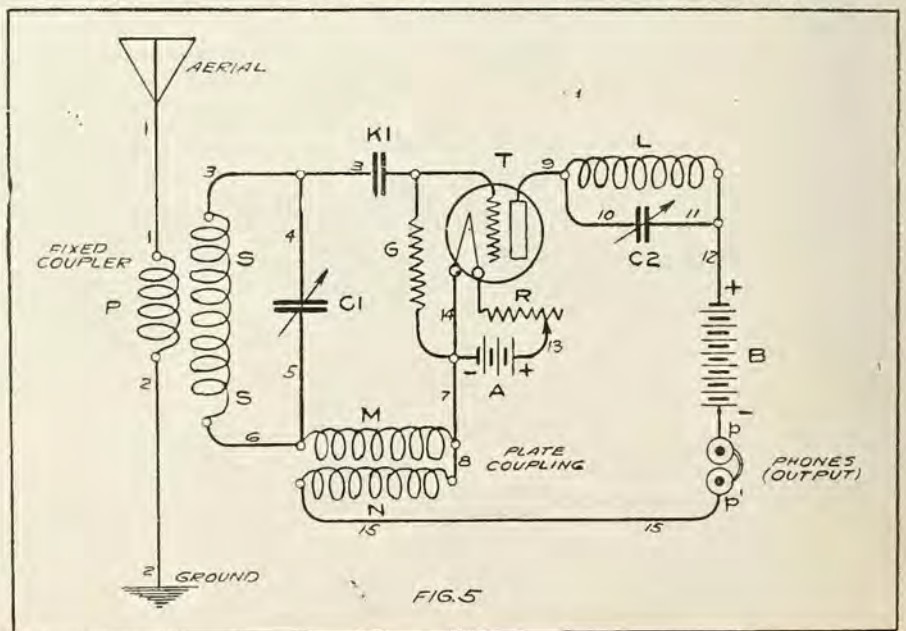 AERIAL
1
1
FIXED
COUPLER
P
2
2
GROUND
3
S
S
6
4
C1
5
K1
3
G
T
9
L
10
11
C2
12
R
14
13
- A +
7
M
8
N
PLATE
COUPLING
15
15
+
B
-
P
P'
PHONES
(OUTPUT)
FIG. 5